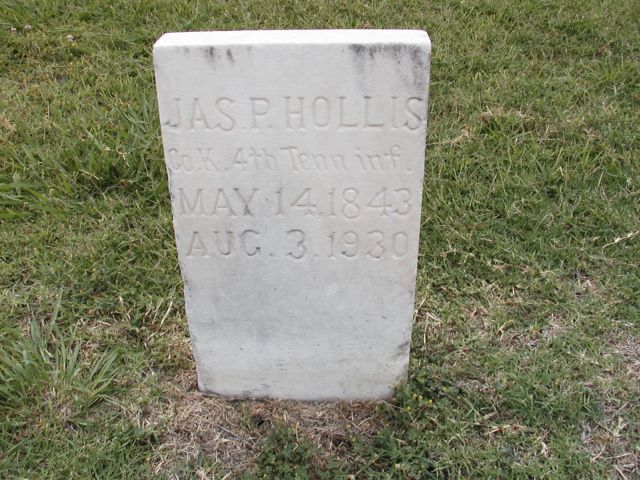 JAS. P. HOLLIS
Co. K. 4th Tenn inf.
MAY 14. 1843
AUG. 3. 1930